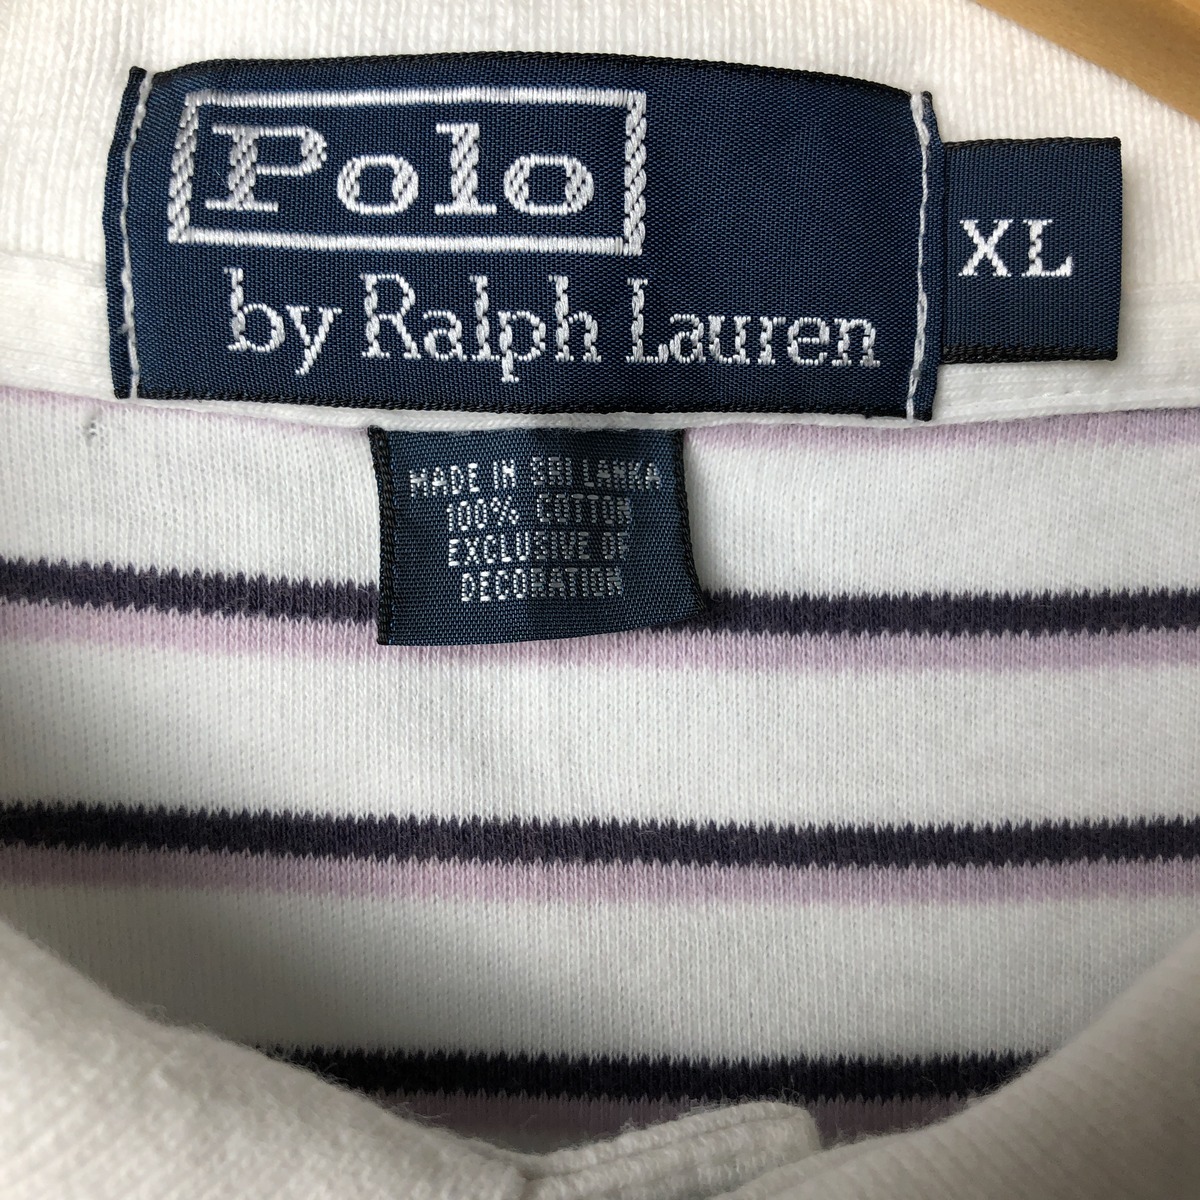 Polo
by Ralph Lauren
XL
MADE IN SRI LANKA
100% COTTON
EXCLUSIVE OF
DECORATION